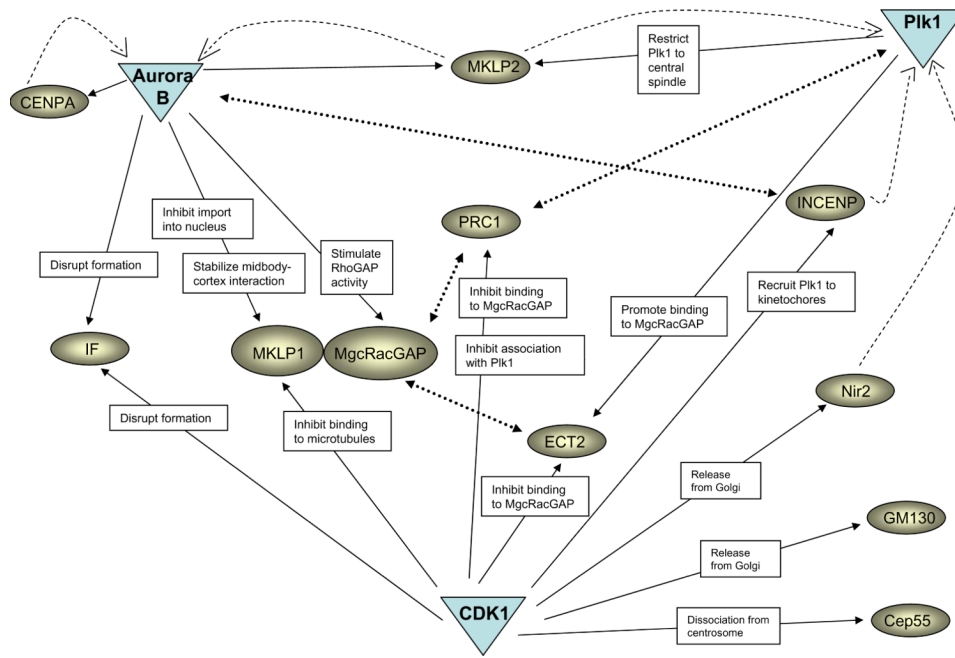 Plk1
Restrict
Plk1 to
central
spindle
MKLP2
Aurora
B
CENPA
INCENP
PRC1
Inhibit import
into nucleus
Stimulate
RhoGAP
activity
Disrupt formation
Stabilize midbody-
cortex interaction
Recruit Plk1 to
kinetochores
Inhibit binding
to MgcRacGAP
Promote binding
to MgcRacGAP
IF
MKLP1
MgcRacGAP
Inhibit association
with Plk1
Nir2
Disrupt formation
Inhibit binding
to microtubules
ECT2
Release
from Golgi
Inhibit binding
to MgcRacGAP
GM130
Release
from Golgi
CDK1
Dissociation from
centrosome
Cep55